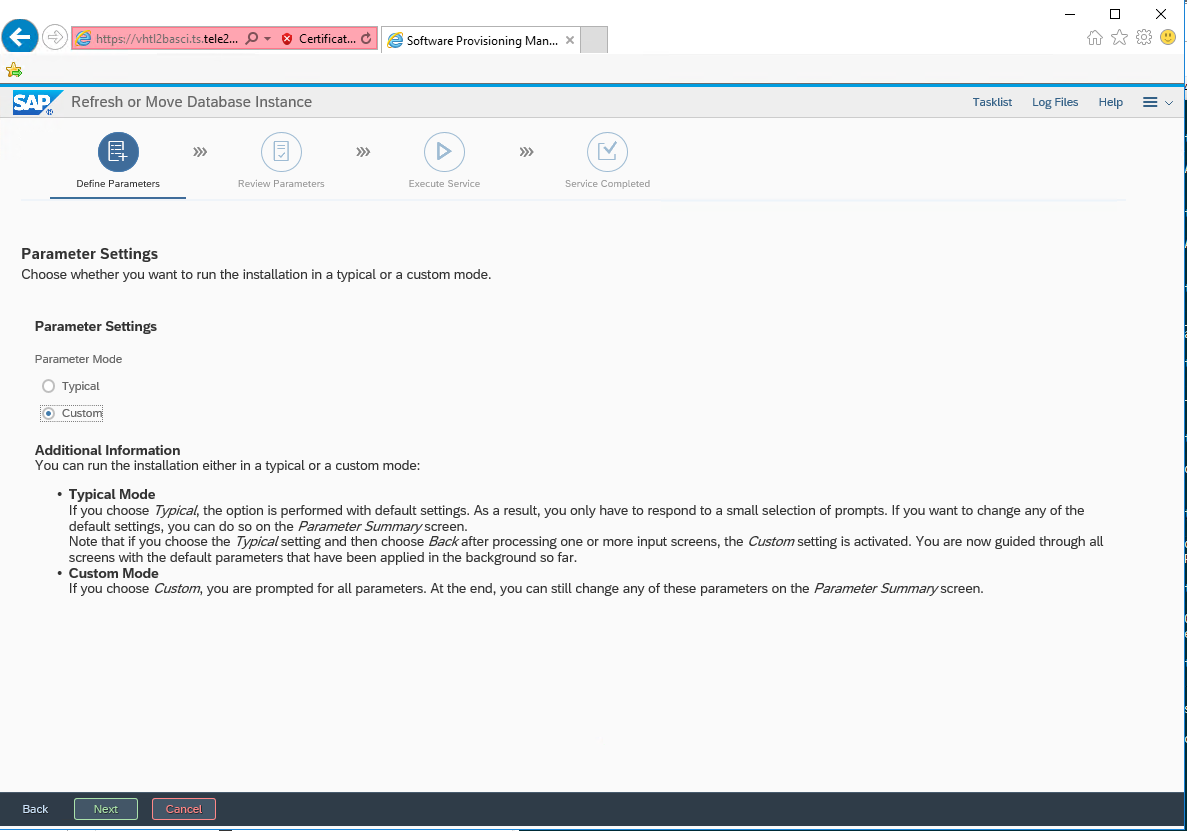 https://vhtl2basci.ts.tele2... Certificat... Software Provisioning Man...
SAP Refresh or Move Database Instance Tasklist Log Files Help
Define Parameters Review Parameters Execute Service Service Completed
Parameter Settings
Choose whether you want to run the installation in a typical or a custom mode.
Parameter Settings
Parameter Mode
Typical
Custom
Additional Information
You can run the installation either in a typical or a custom mode:
• Typical Mode
If you choose Typical, the option is performed with default settings. As a result, you only have to respond to a small selection of prompts. If you want to change any of the
default settings, you can do so on the Parameter Summary screen.
Note that if you choose the Typical setting and then choose Back after processing one or more input screens, the Custom setting is activated. You are now guided through all
screens with the default parameters that have been applied in the background so far.
• Custom Mode
If you choose Custom, you are prompted for all parameters. At the end, you can still change any of these parameters on the Parameter Summary screen.
Back Next Cancel